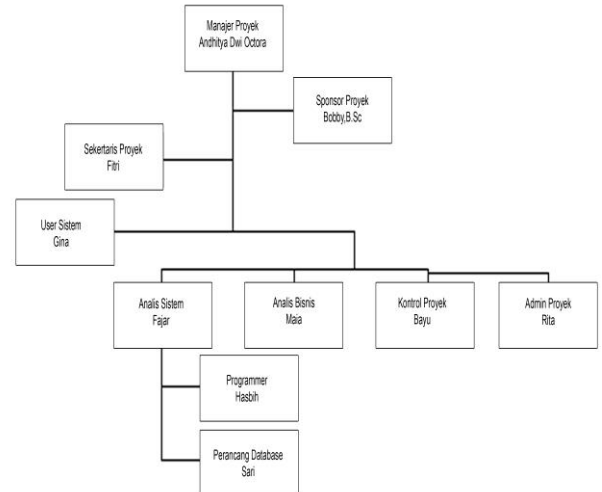 Manajer Proyek
Andhitya Dwi Octora
Sponsor Proyek
Bobby,B.Sc
Sekertaris Proyek
Fitri
User Sistem
Gina
Analis Sistem
Fajar
Analis Bisnis
Maia
Kontrol Proyek
Bayu
Admin Proyek
Rita
Programmer
Hasbih
Perancang Database
Sari